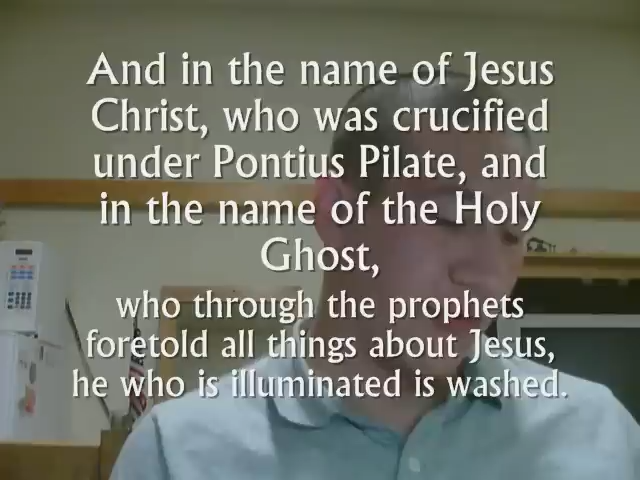 And in the name of Jesus
Christ, who was crucified
under Pontius Pilate, and
in the name of the Holy
Ghost,
who through the prophets
foretold all things about Jesus,
he who is illuminated is washed.